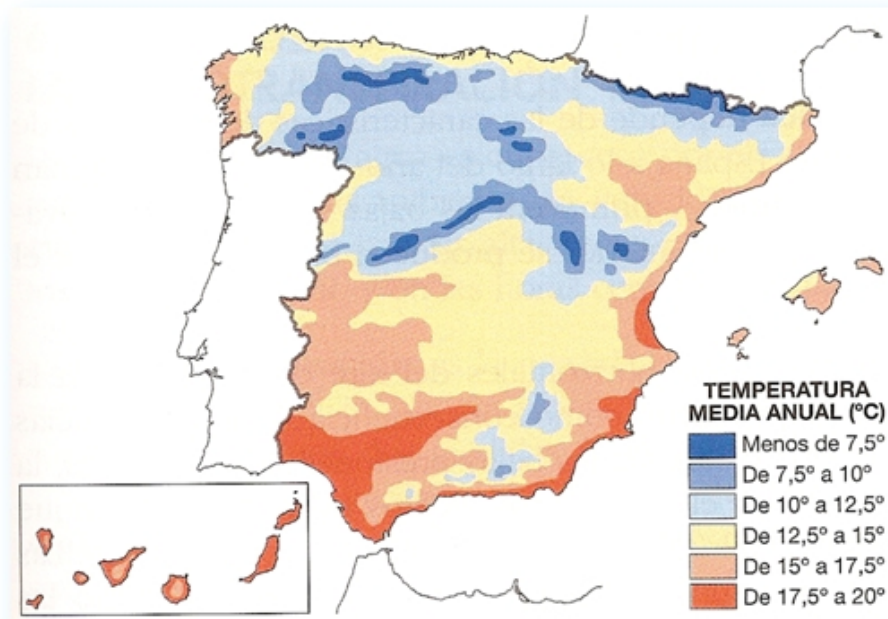 TEMPERATURA
MEDIA ANUAL (ºC)
Menos de 7,5º
De 7,5º a 10º
De 10º a 12,5º
De 12,5º a 15º
De 15º a 17,5º
De 17,5º a 20º